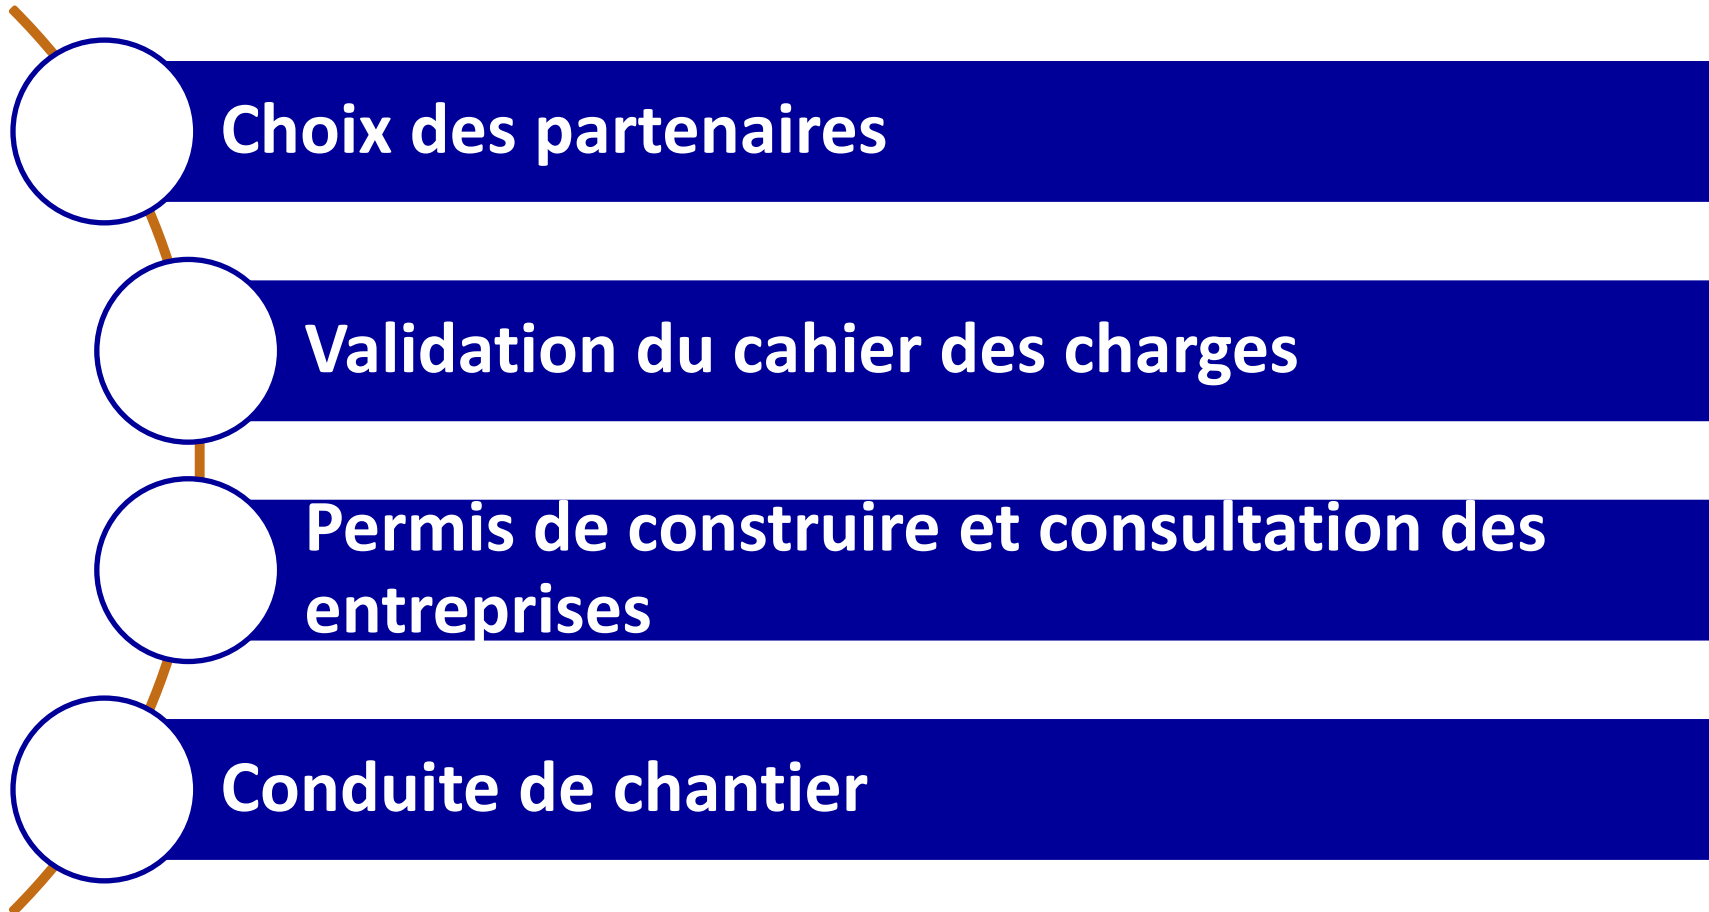 Choix des partenaires
Validation du cahier des charges
Permis de construire et consultation des
entreprises
Conduite de chantier